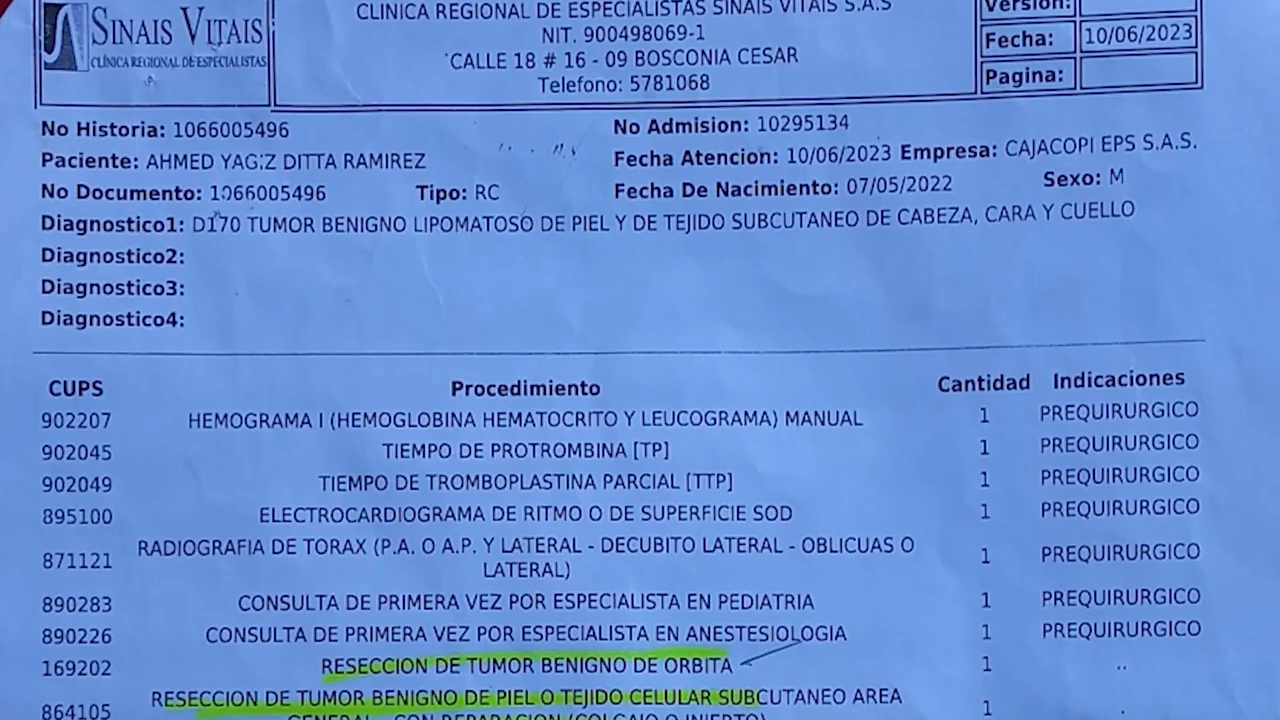 SINAIS VITAIS
CLÍNICA REGIONAL DE ESPECIALISTAS
CLINICA REGIONAL DE ESPECIALISTAS SINAIS VITAIS S.A.S
NIT. 900498069-1
CALLE 18 # 16 - 09 BOSCONIA CESAR
Telefono: 5781068
Version:
Fecha: 10/06/2023
Pagina:
No Historia: 1066005496 No Admision: 10295134
Paciente: AHMED YAGIZ DITTA RAMIREZ Fecha Atencion: 10/06/2023 Empresa: CAJACOPI EPS S.A.S.
No Documento: 1066005496 Tipo: RC Fecha De Nacimiento: 07/05/2022 Sexo: M
Diagnostico1: D170 TUMOR BENIGNO LIPOMATOSO DE PIEL Y DE TEJIDO SUBCUTANEO DE CABEZA, CARA Y CUELLO
Diagnostico2:
Diagnostico3:
Diagnostico4:
CUPS Procedimiento Cantidad Indicaciones
902207 HEMOGRAMA I (HEMOGLOBINA HEMATOCRITO Y LEUCOGRAMA) MANUAL 1 PREQUIRURGICO
902045 TIEMPO DE PROTROMBINA [TP] 1 PREQUIRURGICO
902049 TIEMPO DE TROMBOPLASTINA PARCIAL [TTP] 1 PREQUIRURGICO
895100 ELECTROCARDIOGRAMA DE RITMO O DE SUPERFICIE SOD 1 PREQUIRURGICO
871121 RADIOGRAFIA DE TORAX (P.A. O A.P. Y LATERAL - DECUBITO LATERAL - OBLICUAS O LATERAL) 1 PREQUIRURGICO
890283 CONSULTA DE PRIMERA VEZ POR ESPECIALISTA EN PEDIATRIA 1 PREQUIRURGICO
890226 CONSULTA DE PRIMERA VEZ POR ESPECIALISTA EN ANESTESIOLOGIA 1 PREQUIRURGICO
169202 RESECCION DE TUMOR BENIGNO DE ORBITA 1 ..
864105 RESECCION DE TUMOR BENIGNO DE PIEL O TEJIDO CELULAR SUBCUTANEO AREA 1 .
GENERAL - CON REPARACION (COLGAJO O INJERTO)